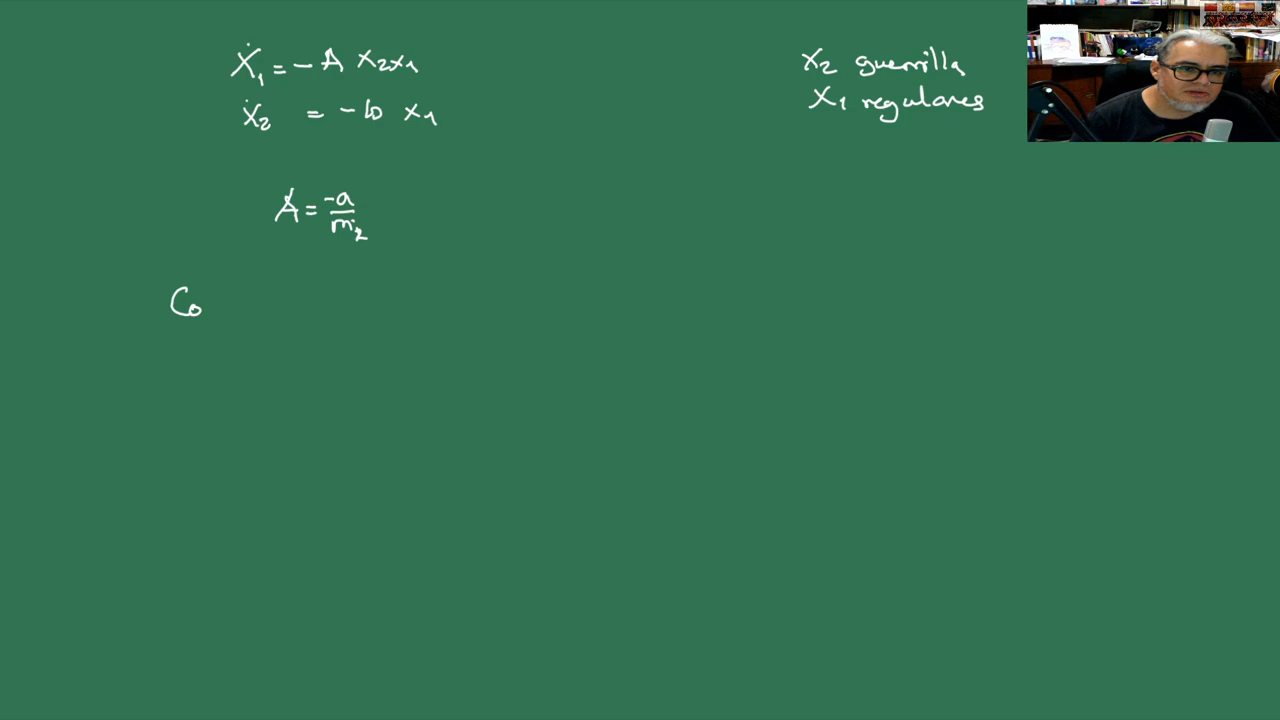 Ẋ₁ = - A x₂x₁
ẋ₂ = - b x₁
A = -a/m₂
Co
x₂ guerrilla
x₁ regulares